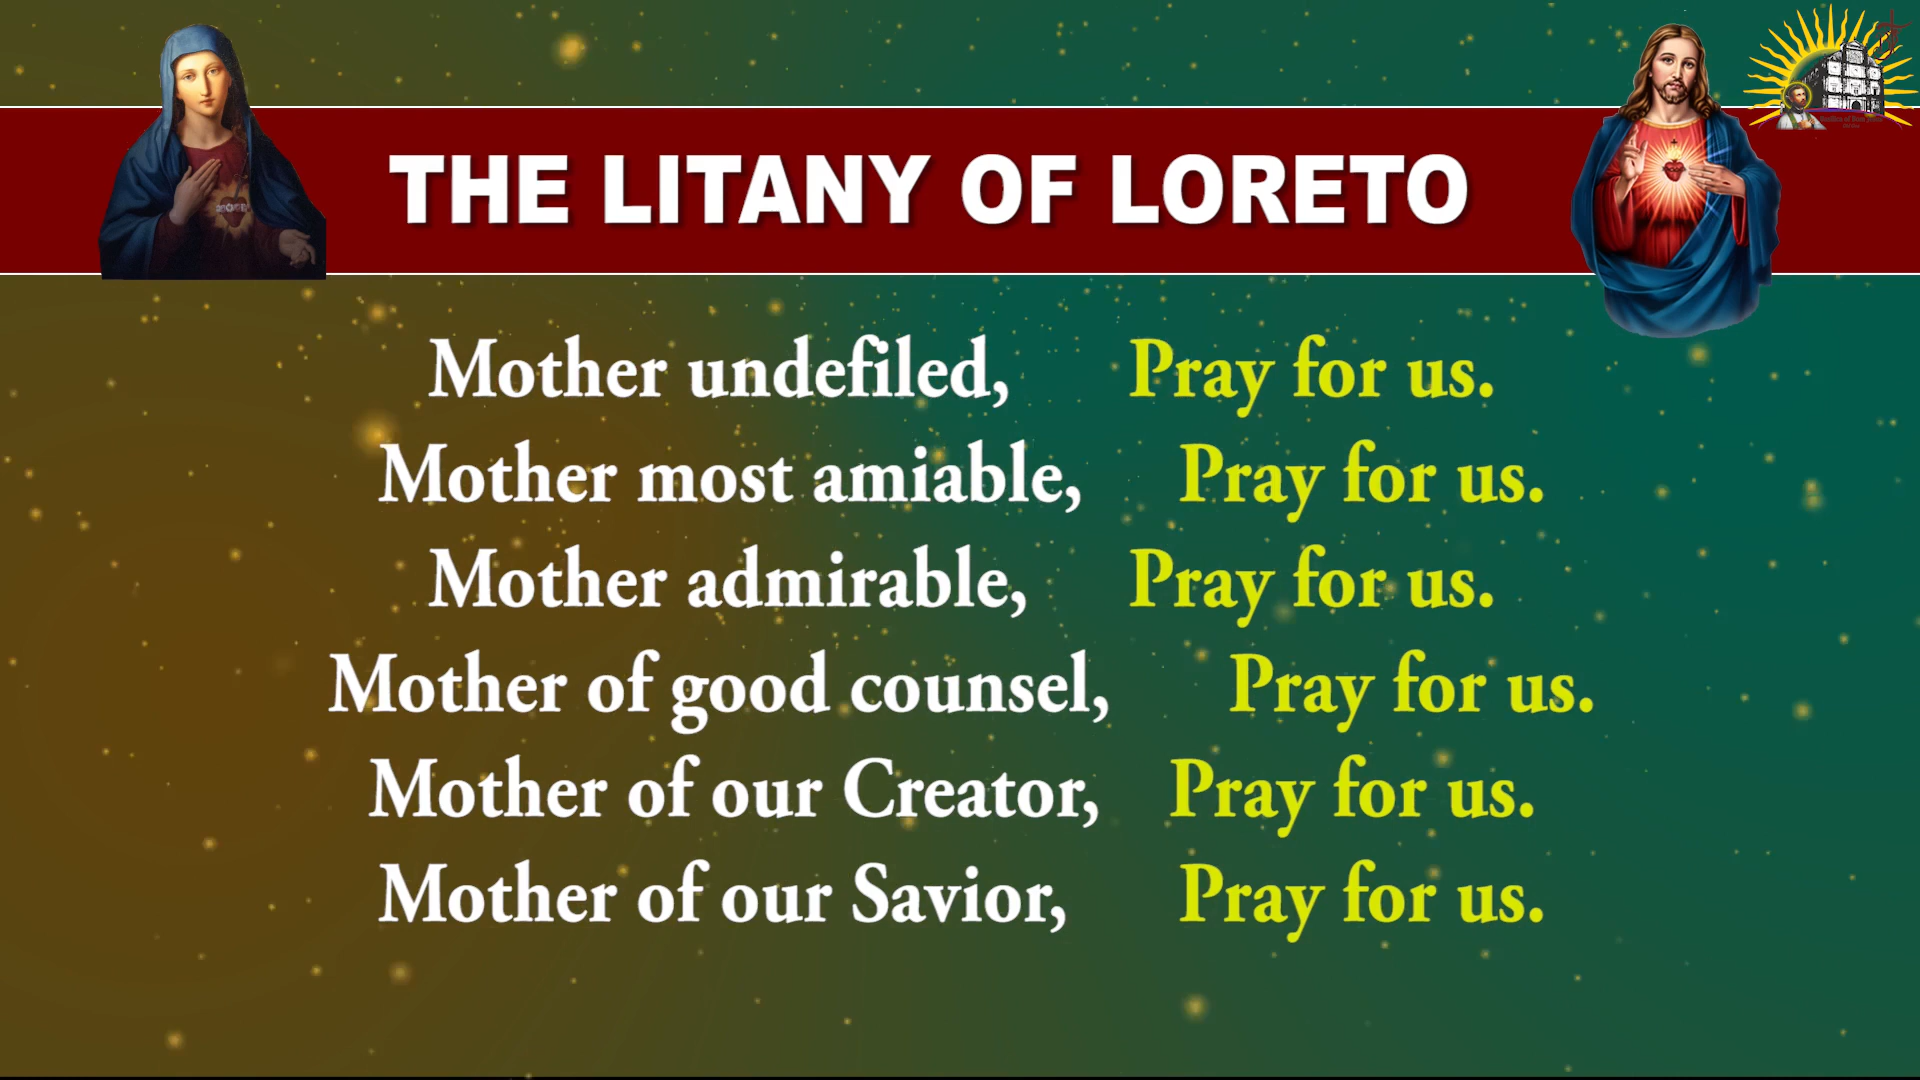 THE LITANY OF LORETO
Mother undefiled, Pray for us.
Mother most amiable, Pray for us.
Mother admirable, Pray for us.
Mother of good counsel, Pray for us.
Mother of our Creator, Pray for us.
Mother of our Savior, Pray for us.